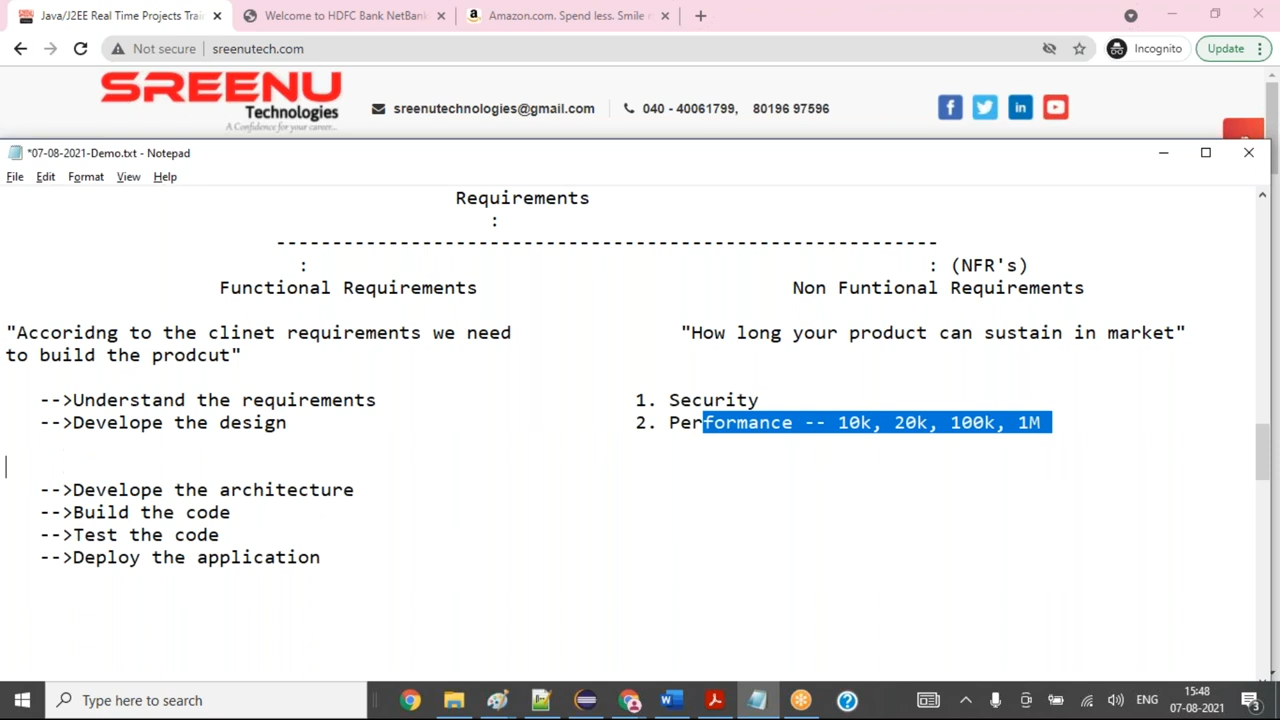 Java/J2EE Real Time Projects Trai
Welcome to HDFC Bank NetBank
Amazon.com. Spend less. Smile
Not secure sreenutech.com
Incognito
Update
SREENU
Technologies
A Confidence for your career...
sreenutechnologies@gmail.com
040 - 40061799, 80196 97596
*07-08-2021-Demo.txt - Notepad
File Edit Format View Help
Requirements
:
-----------------------------------------------------------
: : (NFR's)
Functional Requirements Non Funtional Requirements
"Accoridng to the clinet requirements we need "How long your product can sustain in market"
to build the prodcut"
-->Understand the requirements 1. Security
-->Develope the design 2. Performance -- 10k, 20k, 100k, 1M
-->Develope the architecture
-->Build the code
-->Test the code
-->Deploy the application
Type here to search
ENG
15:48
07-08-2021
3